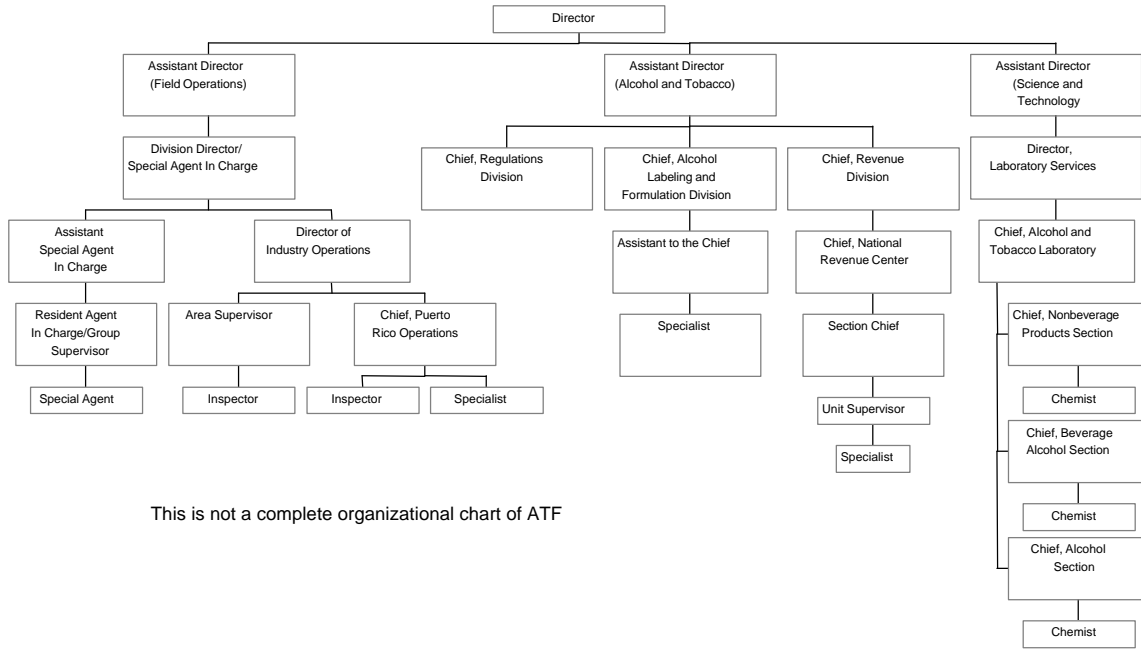 Director
Assistant Director
(Field Operations)
Assistant Director
(Alcohol and Tobacco)
Assistant Director
(Science and
Technology
Division Director/
Special Agent In Charge
Chief, Regulations
Division
Chief, Alcohol
Labeling and
Formulation Division
Chief, Revenue
Division
Director,
Laboratory Services
Assistant
Special Agent
In Charge
Director of
Industry Operations
Assistant to the Chief
Chief, National
Revenue Center
Chief, Alcohol and
Tobacco Laboratory
Resident Agent
In Charge/Group
Supervisor
Area Supervisor
Chief, Puerto
Rico Operations
Specialist
Section Chief
Chief, Nonbeverage
Products Section
Special Agent
Inspector
Inspector
Specialist
Unit Supervisor
Chemist
Specialist
Chief, Beverage
Alcohol Section
Chemist
Chief, Alcohol
Section
Chemist
This is not a complete organizational chart of ATF